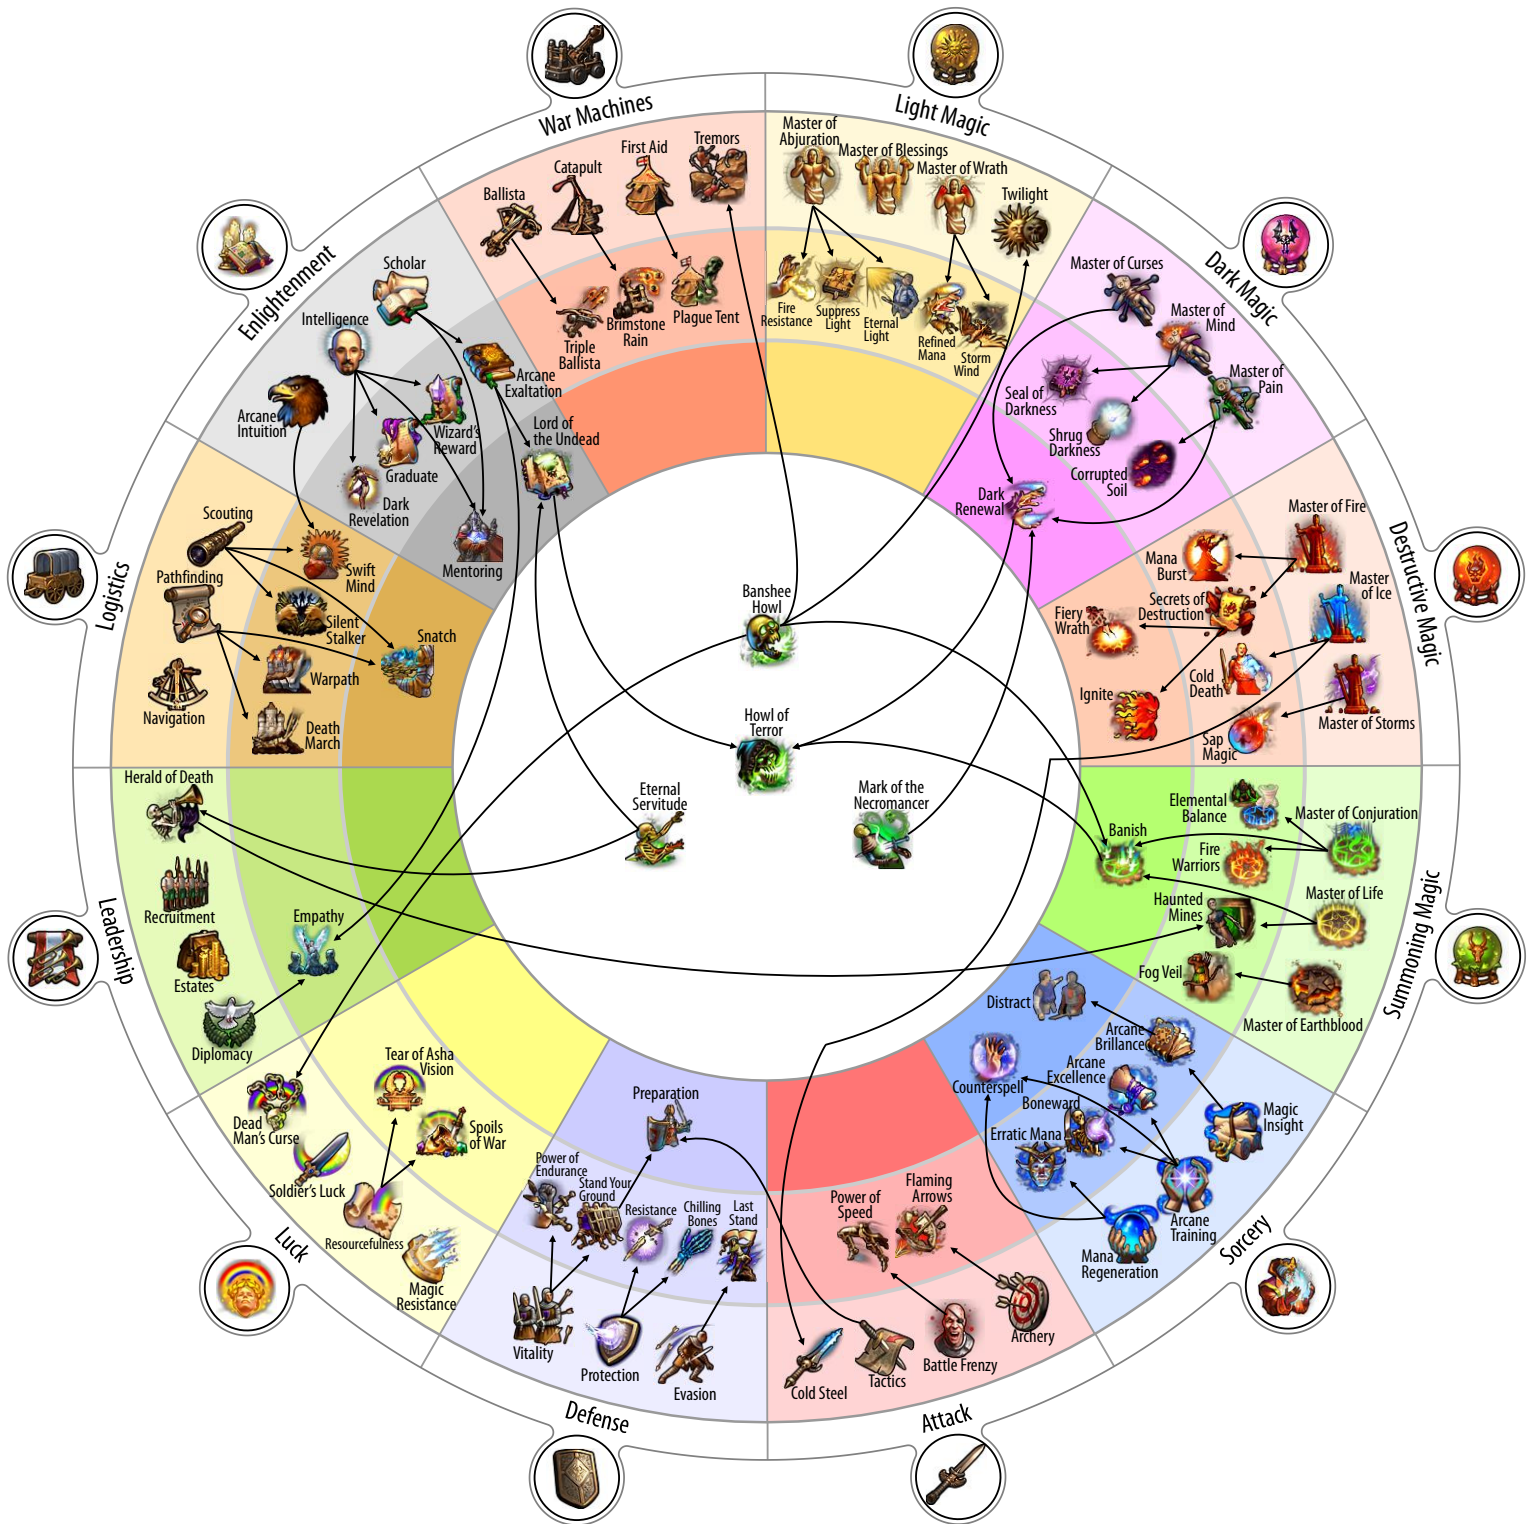 War Machines
Ballista
Catapult
First Aid
Tremors
Triple
Ballista
Brimstone
Rain
Plague Tent
Light Magic
Master of
Abjuration
Master of Blessings
Master of Wrath
Twilight
Fire
Resistance
Suppress
Light
Eternal
Light
Refined
Mana
Storm
Wind
Dark Magic
Master of Curses
Master of
Mind
Master of
Pain
Seal of
Darkness
Shrug
Darkness
Corrupted
Soil
Dark
Renewal
Destructive Magic
Master of Fire
Master
of Ice
Master of Storms
Mana
Burst
Secrets of
Destruction
Fiery
Wrath
Cold
Death
Ignite
Sap
Magic
Summoning Magic
Elemental
Balance
Master of Conjuration
Banish
Fire
Warriors
Master of Life
Haunted
Mines
Fog Veil
Master of Earthblood
Sorcery
Distract
Arcane
Brillance
Arcane
Excellence
Counterspell
Boneward
Erratic Mana
Magic
Insight
Arcane
Training
Mana
Regeneration
Attack
Power of
Speed
Flaming
Arrows
Cold Steel
Tactics
Battle Frenzy
Archery
Defense
Preparation
Power of
Endurance
Stand Your
Ground
Resistance
Chilling
Bones
Last
Stand
Vitality
Protection
Evasion
Luck
Tear of Asha
Vision
Spoils
of War
Dead
Man's Curse
Soldier's Luck
Resourcefulness
Magic
Resistance
Leadership
Herald of Death
Recruitment
Estates
Diplomacy
Empathy
Logistics
Scouting
Pathfinding
Navigation
Swift
Mind
Silent
Stalker
Warpath
Death
March
Snatch
Enlightenment
Scholar
Intelligence
Arcane
Intuition
Arcane
Exaltation
Wizard's
Reward
Graduate
Dark
Revelation
Lord of
the Undead
Mentoring
Banshee
Howl
Howl of
Terror
Eternal
Servitude
Mark of the
Necromancer